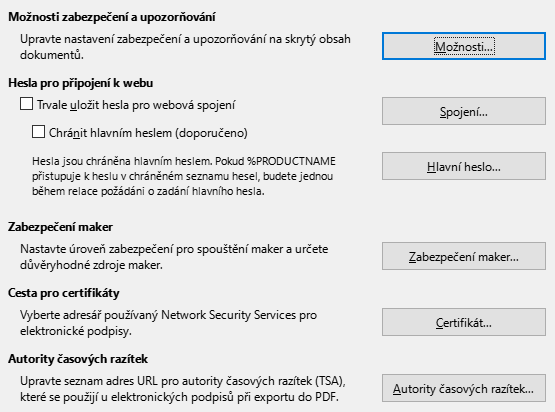 Možnosti zabezpečení a upozorňování
Upravte nastavení zabezpečení a upozorňování na skrytý obsah
dokumentů.
Možnosti...
Hesla pro připojení k webu
Trvale uložit hesla pro webová spojení
Spojení...
Chránit hlavním heslem (doporučeno)
Hesla jsou chráněna hlavním heslem. Pokud %PRODUCTNAME
přistupuje k heslu v chráněném seznamu hesel, budete jednou
během relace požádáni o zadání hlavního hesla.
Hlavní heslo...
Zabezpečení maker
Nastavte úroveň zabezpečení pro spouštění maker a určete
důvěryhodné zdroje maker.
Zabezpečení maker...
Cesta pro certifikáty
Vyberte adresář používaný Network Security Services pro
elektronické podpisy.
Certifikát...
Autority časových razítek
Upravte seznam adres URL pro autority časových razítek (TSA),
které se použijí u elektronických podpisů při exportu do PDF.
Autority časových razítek...